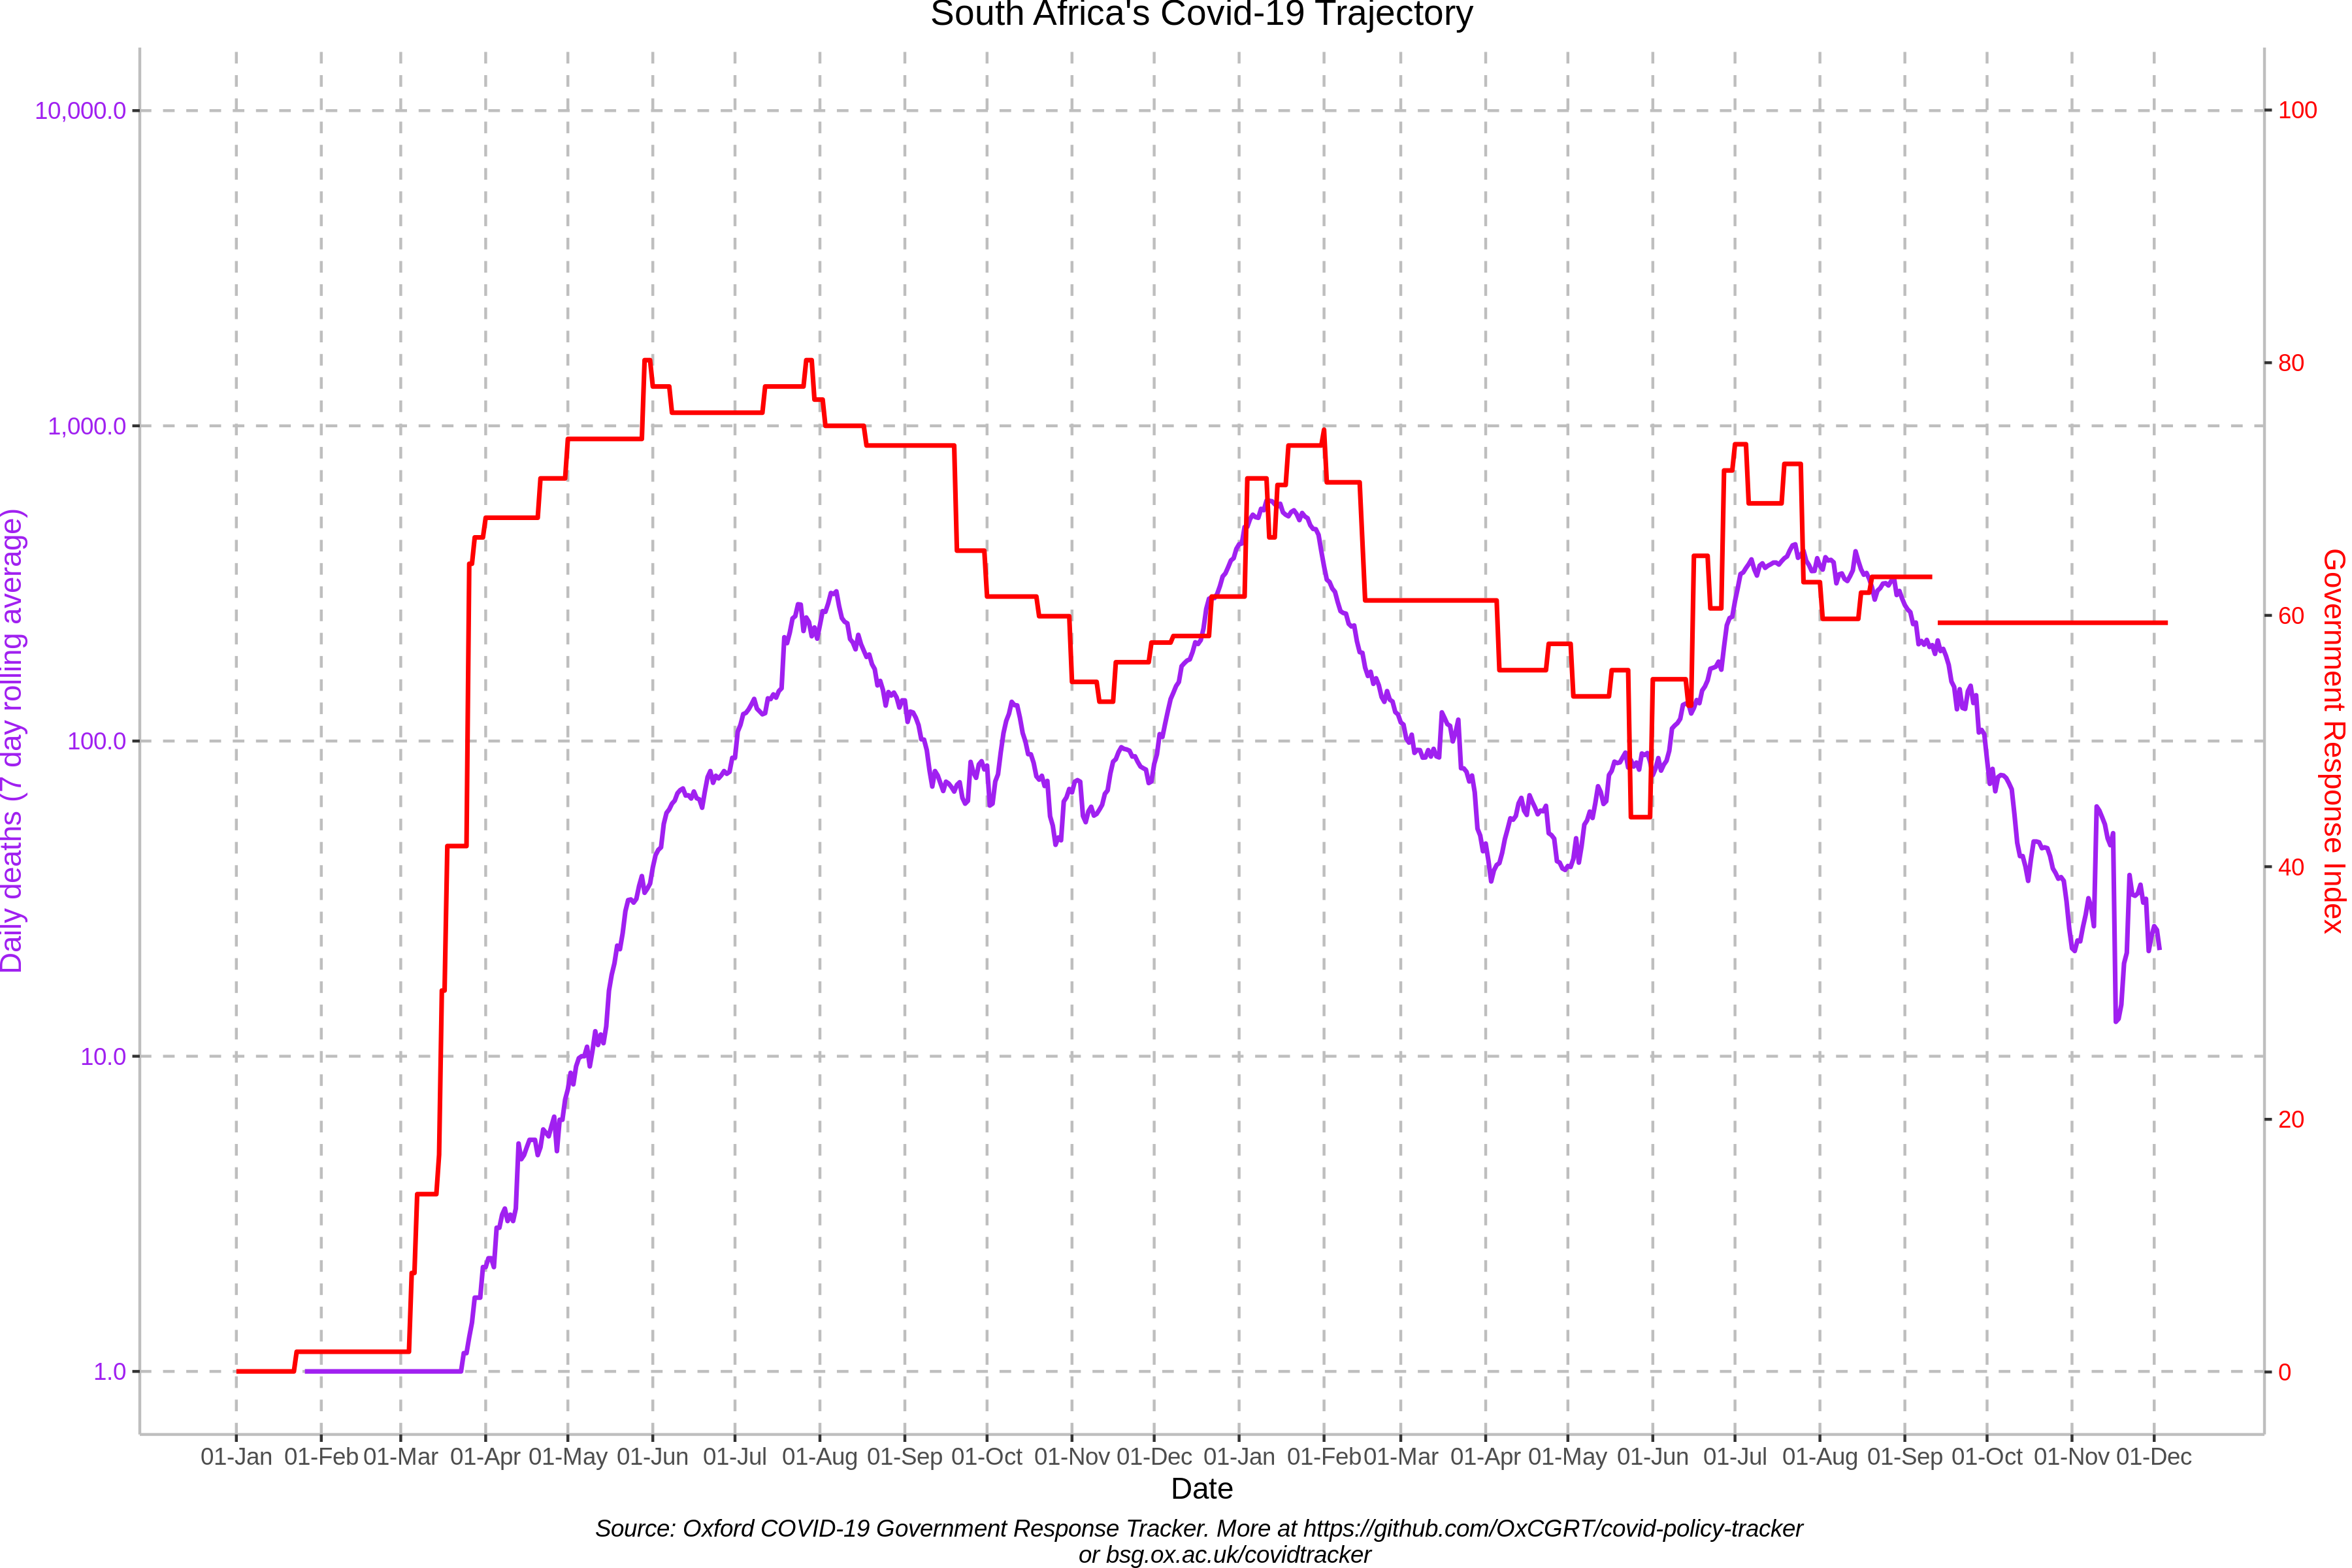 South Africa's Covid-19 Trajectory
10,000.0
1,000.0
100.0
10.0
1.0
Daily deaths (7 day rolling average)
100
80
60
40
20
0
Government Response Index
01-Jan 01-Feb 01-Mar 01-Apr 01-May 01-Jun 01-Jul 01-Aug 01-Sep 01-Oct 01-Nov 01-Dec 01-Jan 01-Feb 01-Mar 01-Apr 01-May 01-Jun 01-Jul 01-Aug 01-Sep 01-Oct 01-Nov 01-Dec
Date
Source: Oxford COVID-19 Government Response Tracker. More at https://github.com/OxCGRT/covid-policy-tracker
or bsg.ox.ac.uk/covidtracker